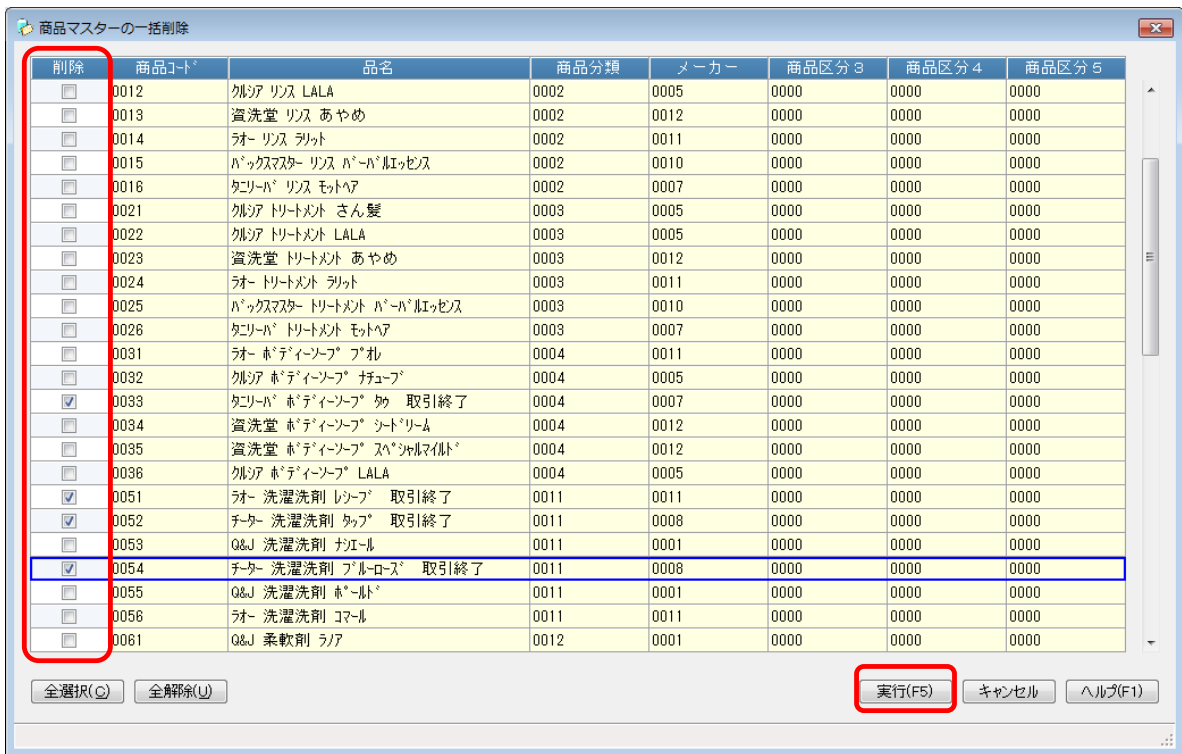 商品マスターの一括削除
削除 商品ｺｰﾄﾞ 品名 商品分類 メーカー 商品区分３ 商品区分４ 商品区分５
0012 ｸﾙｼｱ ﾘﾝｽ LALA 0002 0005 0000 0000 0000
0013 資洗堂 ﾘﾝｽ あやめ 0002 0012 0000 0000 0000
0014 ﾗｵｰ ﾘﾝｽ ﾗﾘｯﾄ 0002 0011 0000 0000 0000
0015 ﾊﾞｯｸｽﾏｽﾀｰ ﾘﾝｽ ﾊﾞｰﾊﾞﾙｴｯｾﾝｽ 0002 0010 0000 0000 0000
0016 ﾀﾆﾘｰﾊﾞ ﾘﾝｽ ﾓｯﾄﾍｱ 0002 0007 0000 0000 0000
0021 ｸﾙｼｱ ﾄﾘｰﾄﾒﾝﾄ さん髪 0003 0005 0000 0000 0000
0022 ｸﾙｼｱ ﾄﾘｰﾄﾒﾝﾄ LALA 0003 0005 0000 0000 0000
0023 資洗堂 ﾄﾘｰﾄﾒﾝﾄ あやめ 0003 0012 0000 0000 0000
0024 ﾗｵｰ ﾄﾘｰﾄﾒﾝﾄ ﾗﾘｯﾄ 0003 0011 0000 0000 0000
0025 ﾊﾞｯｸｽﾏｽﾀｰ ﾄﾘｰﾄﾒﾝﾄ ﾊﾞｰﾊﾞﾙｴｯｾﾝｽ 0003 0010 0000 0000 0000
0026 ﾀﾆﾘｰﾊﾞ ﾄﾘｰﾄﾒﾝﾄ ﾓｯﾄﾍｱ 0003 0007 0000 0000 0000
0031 ﾗｵｰ ﾎﾞﾃﾞｨｰｿｰﾌﾟ ﾌﾟｵﾚ 0004 0011 0000 0000 0000
0032 ｸﾙｼｱ ﾎﾞﾃﾞｨｰｿｰﾌﾟ ﾅﾁｭｰﾌﾞ 0004 0005 0000 0000 0000
0033 ﾀﾆﾘｰﾊﾞ ﾎﾞﾃﾞｨｰｿｰﾌﾟ ﾀｳ　取引終了 0004 0007 0000 0000 0000
0034 資洗堂 ﾎﾞﾃﾞｨｰｿｰﾌﾟ ｼｰﾄﾞﾘｰﾑ 0004 0012 0000 0000 0000
0035 資洗堂 ﾎﾞﾃﾞｨｰｿｰﾌﾟ ｽﾍﾟｼｬﾙﾏｲﾙﾄﾞ 0004 0012 0000 0000 0000
0036 ｸﾙｼｱ ﾎﾞﾃﾞｨｰｿｰﾌﾟ LALA 0004 0005 0000 0000 0000
0051 ﾗｵｰ 洗濯洗剤 ﾚｼｰﾌﾞ　取引終了 0011 0011 0000 0000 0000
0052 ﾁｰﾀｰ 洗濯洗剤 ﾀｯﾌﾟ　取引終了 0011 0008 0000 0000 0000
0053 Q&J 洗濯洗剤 ﾅｼｴｰﾙ 0011 0001 0000 0000 0000
0054 ﾁｰﾀｰ 洗濯洗剤 ﾌﾞﾙｰﾛｰｽﾞ　取引終了 0011 0008 0000 0000 0000
0055 Q&J 洗濯洗剤 ﾎﾟｰﾙﾄﾞ 0011 0001 0000 0000 0000
0056 ﾗｵｰ 洗濯洗剤 ｺﾏｰﾙ 0011 0011 0000 0000 0000
0061 Q&J 柔軟剤 ﾗﾉｱ 0012 0001 0000 0000 0000
全選択(C) 全解除(U) 実行(F5) キャンセル ヘルプ(F1)